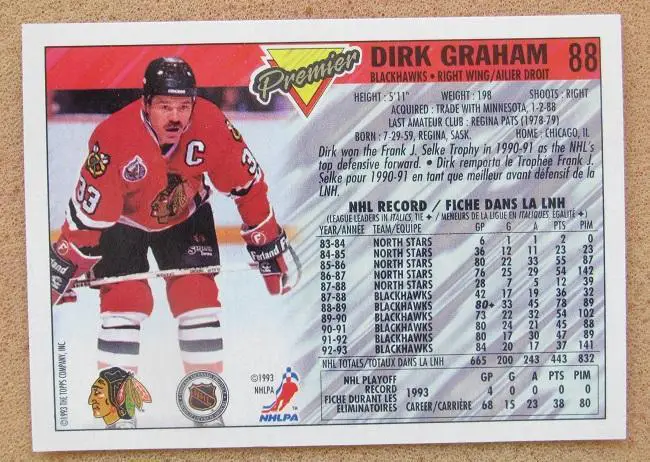 Premier
DIRK GRAHAM 88
BLACKHAWKS • RIGHT WING/AILIER DROIT
HEIGHT : 5'11" WEIGHT : 198 SHOOTS : RIGHT
ACQUIRED : TRADE WITH MINNESOTA, 1-2-88
LAST AMATEUR CLUB : REGINA PATS (1978-79)
BORN : 7-29-59, REGINA, SASK. HOME : CHICAGO, IL
Dirk won the Frank J. Selke Trophy in 1990-91 as the NHL's
top defensive forward. • Dirk remporta le Trophée Frank J.
Selke pour 1990-91 en tant que meilleur avant défensif de la
LNH.
NHL RECORD / FICHE DANS LA LNH
(LEAGUE LEADERS IN ITALICS, TIE ✦ / MENEURS DE LA LIGUE EN ITALIQUES, EGALITÉ ✦)
YEAR/ANNÉE TEAM/EQUIPE GP G A PTS PIM
83-84 NORTH STARS 6 1 1 2 0
84-85 NORTH STARS 36 12 11 23 23
85-86 NORTH STARS 80 22 33 55 87
86-87 NORTH STARS 76 25 29 54 142
87-88 NORTH STARS 28 7 5 12 39
87-88 BLACKHAWKS 42 17 19 36 32
88-89 BLACKHAWKS 80✦ 33 45 78 89
89-90 BLACKHAWKS 73 22 32 54 102
90-91 BLACKHAWKS 80 24 21 45 88
91-92 BLACKHAWKS 80 17 30 47 89
92-93 BLACKHAWKS 84 20 17 37 141
NHL TOTALS/TOTAUX DANS LA LNH 665 200 243 443 832
NHL PLAYOFF GP G A PTS PIM
RECORD 1993 4 0 0 0 0
FICHE DURANT LES
ÉLIMINATOIRES CAREER/CARRIÈRE 68 15 23 38 80
C
33
33
©1993
NHLPA
NHLPA
NHL
©1993 THE TOPPS COMPANY, INC.